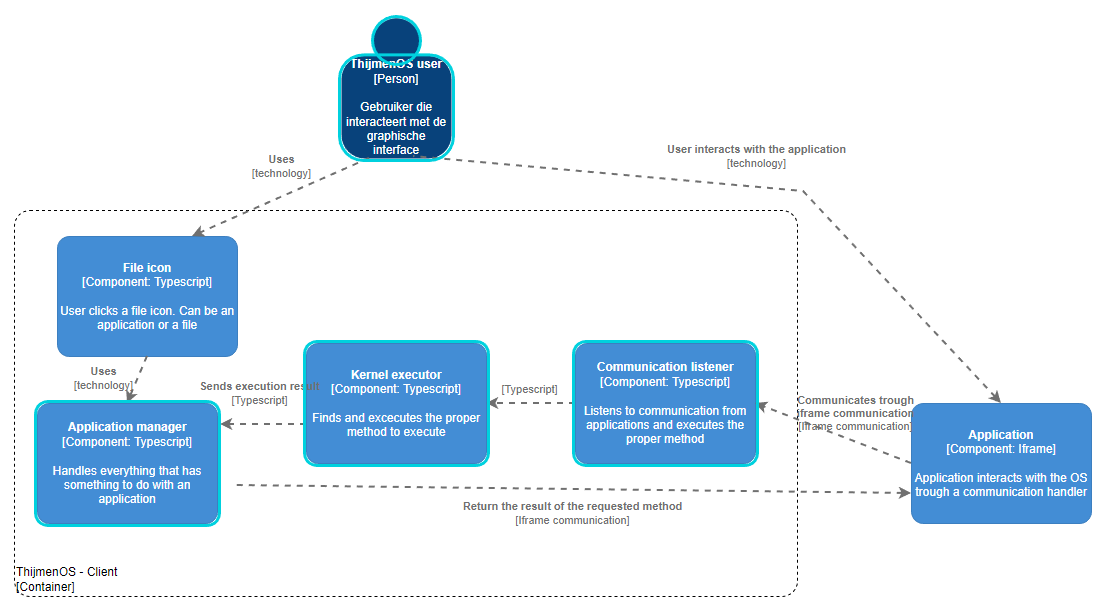 ThijmenOS user
[Person]
Gebruiker die
interacteert met de
graphische
interface
Uses
[technology]
User interacts with the application
[technology]
File icon
[Component: Typescript]
User clicks a file icon. Can be an
application or a file
Uses
[technology]
Application manager
[Component: Typescript]
Handles everything that has
something to do with an
application
Sends execution result
[Typescript]
Kernel executor
[Component: Typescript]
Finds and excecutes the proper
method to execute
[Typescript]
Communication listener
[Component: Typescript]
Listens to communication from
applications and executes the
proper method
Communicates trough
iframe communication
[Iframe communication]
Application
[Component: Iframe]
Application interacts with the OS
trough a communication handler
Return the result of the requested method
[Iframe communication]
ThijmenOS - Client
[Container]